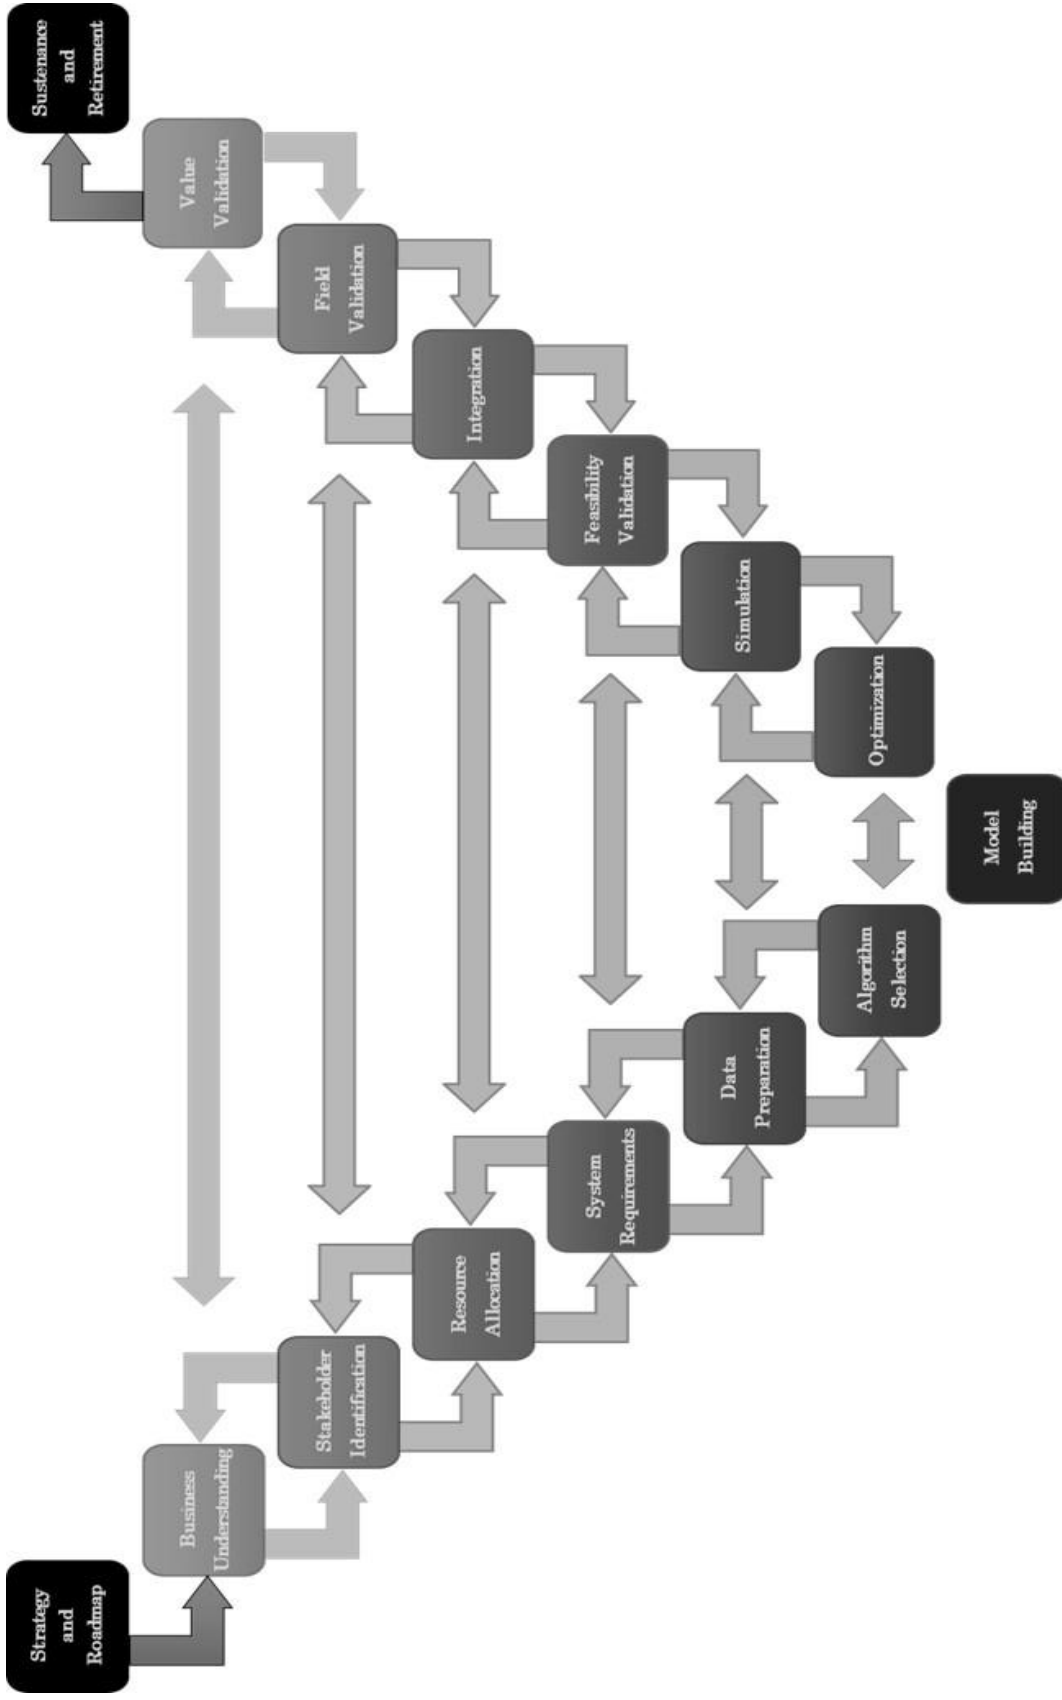 Strategy
and
Roadmap
Business
Understanding
Stakeholder
Identification
Resource
Allocation
System
Requirements
Data
Preparation
Algorithm
Selection
Model
Building
Optimization
Simulation
Feasibility
Validation
Integration
Field
Validation
Value
Validation
Sustenance
and
Retirement